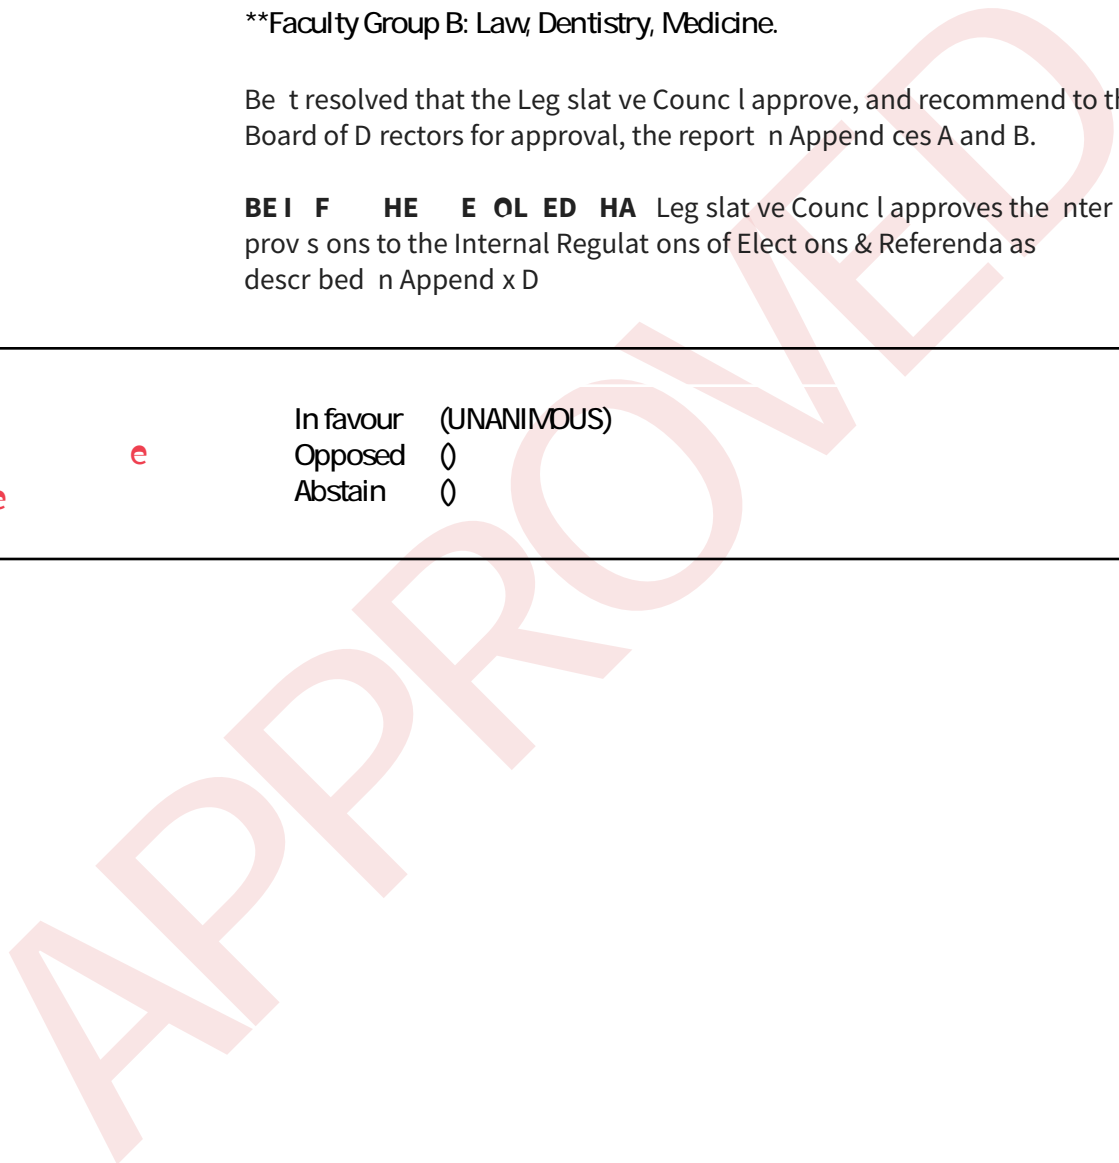 **Faculty Group B: Law, Dentistry, Medicine.
Be t resolved that the Leg slat ve Counc l approve, and recommend to th
Board of D rectors for approval, the report n Append ces A and B.
BE I F HE E OL ED HA Leg slat ve Counc l approves the nter
prov s ons to the Internal Regulat ons of Elect ons & Referenda as
descr bed n Append x D
In favour (UNANIMOUS)
e
Opposed ()
e
Abstain ()
APPROVED